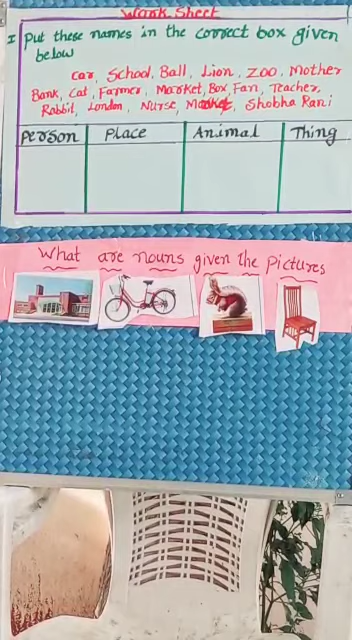 Work Sheet
I Put these names in the correct box given
below
Car, School, Ball, Lion, Zoo, Mother
Bank, Cat, Farmer, Market, Box, Fan, Teacher,
Rabbit, London, Nurse, Market, Shobha Rani
Person Place Animal Thing
What are nouns given the Pictures